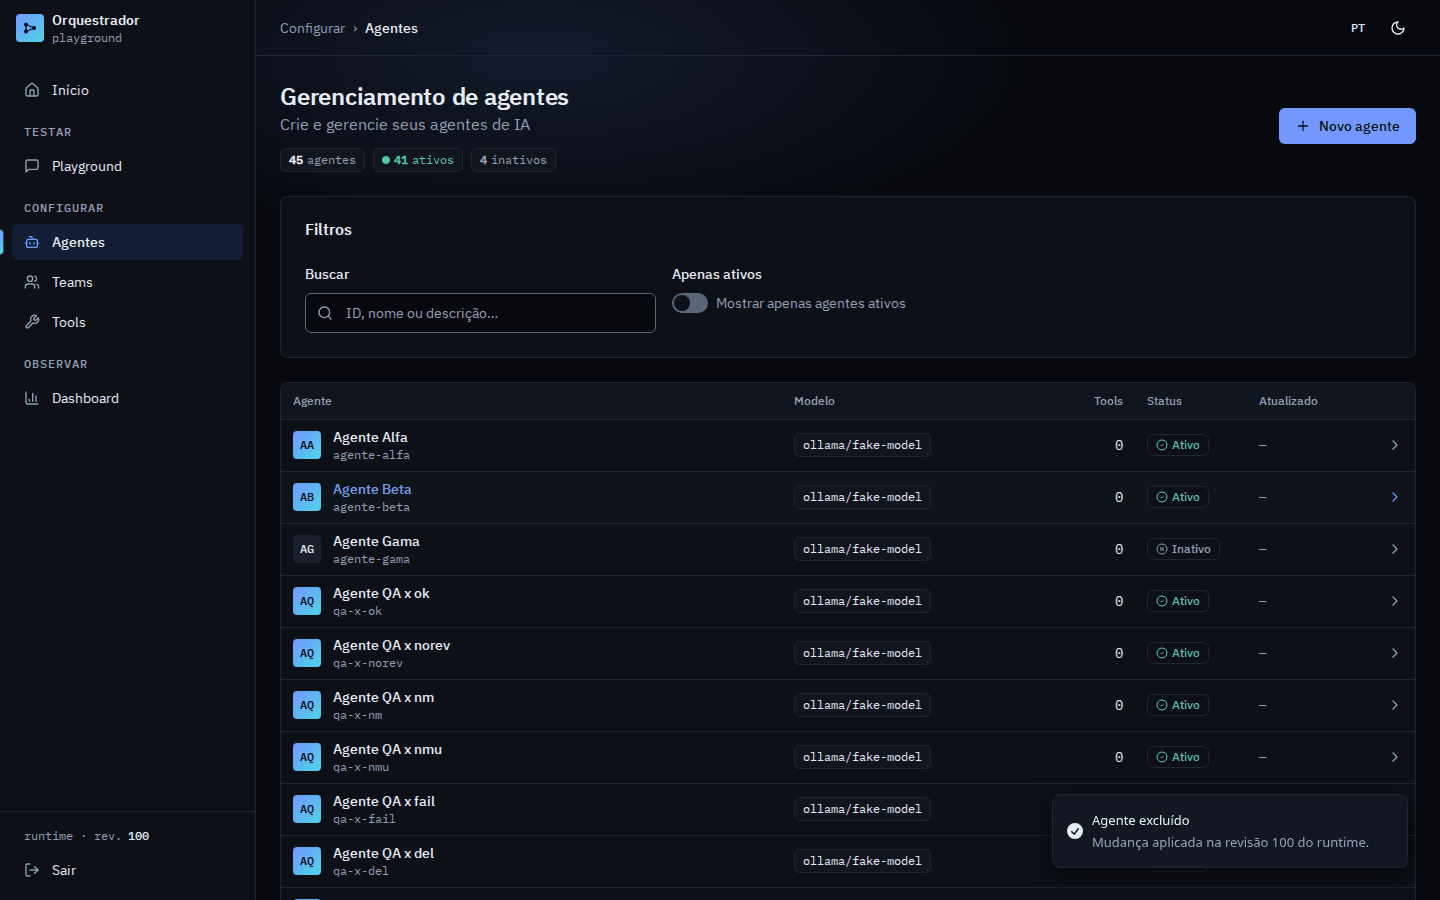 Orquestrador
playground
Início
TESTAR
Playground
CONFIGURAR
Agentes
Teams
Tools
OBSERVAR
Dashboard
runtime · rev. 100
Sair
Configurar › Agentes
PT
Gerenciamento de agentes
Crie e gerencie seus agentes de IA
45 agentes
41 ativos
4 inativos
Novo agente
Filtros
Buscar
ID, nome ou descrição...
Apenas ativos
Mostrar apenas agentes ativos
Agente Modelo Tools Status Atualizado
AA Agente Alfa ollama/fake-model 0 Ativo —
agente-alfa
AB Agente Beta ollama/fake-model 0 Ativo —
agente-beta
AG Agente Gama ollama/fake-model 0 Inativo —
agente-gama
AQ Agente QA x ok ollama/fake-model 0 Ativo —
qa-x-ok
AQ Agente QA x norev ollama/fake-model 0 Ativo —
qa-x-norev
AQ Agente QA x nm ollama/fake-model 0 Ativo —
qa-x-nm
AQ Agente QA x nmu ollama/fake-model 0 Ativo —
qa-x-nmu
AQ Agente QA x fail ollama/fake-model
qa-x-fail
AQ Agente QA x del ollama/fake-model
qa-x-del
Agente excluído
Mudança aplicada na revisão 100 do runtime.